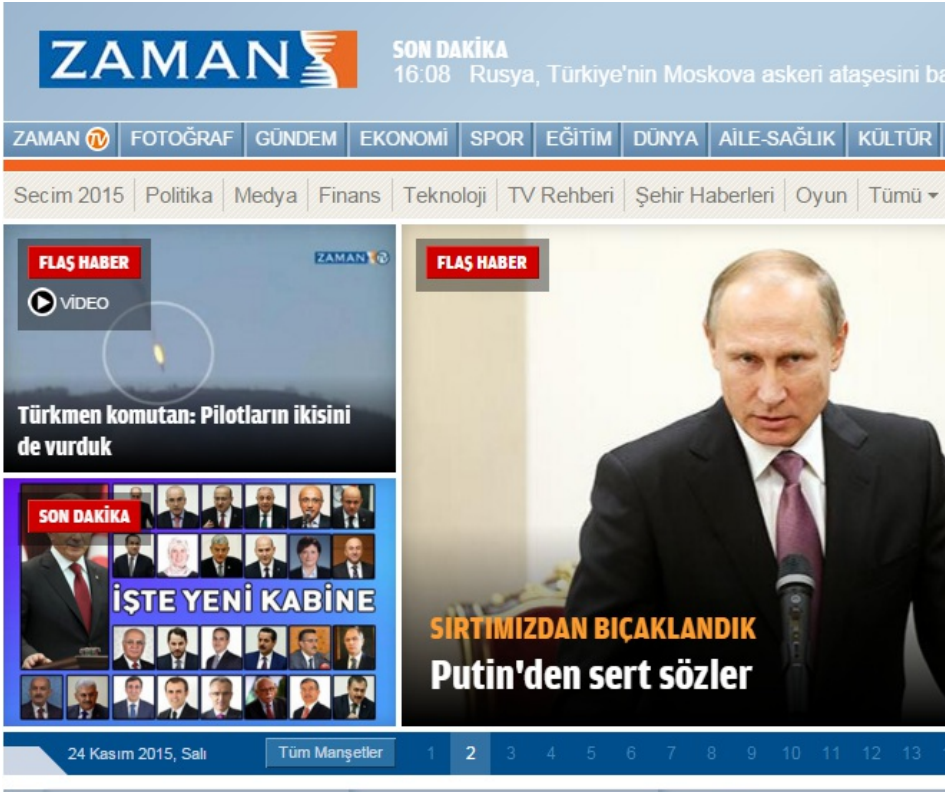 ZAMAN
SON DAKİKA
16:08 Rusya, Türkiye'nin Moskova askeri ataşesini
ZAMAN TV FOTOĞRAF GÜNDEM EKONOMİ SPOR EĞİTİM DÜNYA AİLE-SAĞLIK KÜLTÜR
Secim 2015 Politika Medya Finans Teknoloji TV Rehberi Şehir Haberleri Oyun Tümü
FLAŞ HABER
VİDEO
ZAMAN TV
Türkmen komutan: Pilotların ikisini
de vurduk
SON DAKİKA
İŞTE YENİ KABİNE
FLAŞ HABER
SIRTIMIZDAN BIÇAKLANDIK
Putin'den sert sözler
24 Kasım 2015, Salı Tüm Manşetler 1 2 3 4 5 6 7 8 9 10 11 12 13